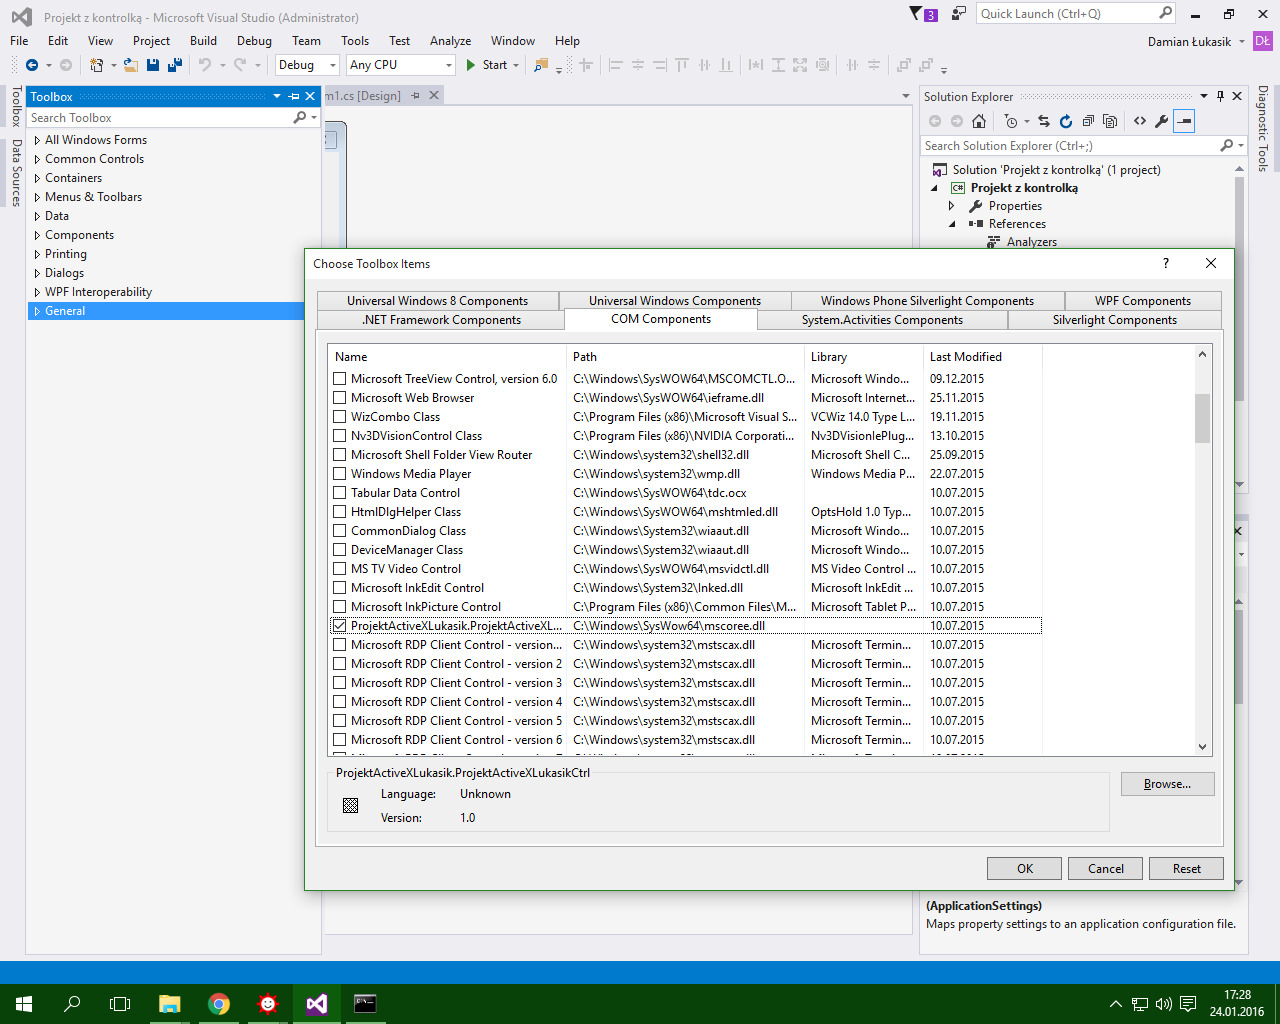 Projekt z kontrolką - Microsoft Visual Studio (Administrator)
3
Quick Launch (Ctrl+Q)
File Edit View Project Build Debug Team Tools Test Analyze Window Help
Damian Łukasik
DŁ
Debug
Any CPU
Start
Toolbox
Data Sources
Toolbox
Search Toolbox
All Windows Forms
Common Controls
Containers
Menus & Toolbars
Data
Components
Printing
Dialogs
WPF Interoperability
General
m1.cs [Design]
Solution Explorer
Search Solution Explorer (Ctrl+;)
Solution 'Projekt z kontrolką' (1 project)
C# Projekt z kontrolką
Properties
References
Analyzers
Diagnostic Tools
Choose Toolbox Items
?
Universal Windows 8 Components Universal Windows Components Windows Phone Silverlight Components WPF Components
.NET Framework Components COM Components System.Activities Components Silverlight Components
Name Path Library Last Modified
Microsoft TreeView Control, version 6.0 C:\Windows\SysWOW64\MSCOMCTL.O... Microsoft Windo... 09.12.2015
Microsoft Web Browser C:\Windows\SysWOW64\ieframe.dll Microsoft Internet... 25.11.2015
WizCombo Class C:\Program Files (x86)\Microsoft Visual S... VCWiz 14.0 Type L... 19.11.2015
Nv3DVisionControl Class C:\Program Files (x86)\NVIDIA Corporati... Nv3DVisionIePlug... 13.10.2015
Microsoft Shell Folder View Router C:\Windows\system32\shell32.dll Microsoft Shell C... 25.09.2015
Windows Media Player C:\Windows\system32\wmp.dll Windows Media P... 22.07.2015
Tabular Data Control C:\Windows\SysWOW64\tdc.ocx 10.07.2015
HtmlDlgHelper Class C:\Windows\SysWOW64\mshtmled.dll OptsHold 1.0 Typ... 10.07.2015
CommonDialog Class C:\Windows\System32\wiaaut.dll Microsoft Windo... 10.07.2015
DeviceManager Class C:\Windows\System32\wiaaut.dll Microsoft Windo... 10.07.2015
MS TV Video Control C:\Windows\SysWOW64\msvidctl.dll MS Video Control ... 10.07.2015
Microsoft InkEdit Control C:\Windows\System32\Inked.dll Microsoft InkEdit ... 10.07.2015
Microsoft InkPicture Control C:\Program Files (x86)\Common Files\M... Microsoft Tablet P... 10.07.2015
ProjektActiveXLukasik.ProjektActiveXL... C:\Windows\SysWow64\mscoree.dll 10.07.2015
Microsoft RDP Client Control - version... C:\Windows\system32\mstscax.dll Microsoft Termin... 10.07.2015
Microsoft RDP Client Control - version 2 C:\Windows\system32\mstscax.dll Microsoft Termin... 10.07.2015
Microsoft RDP Client Control - version 3 C:\Windows\system32\mstscax.dll Microsoft Termin... 10.07.2015
Microsoft RDP Client Control - version 4 C:\Windows\system32\mstscax.dll Microsoft Termin... 10.07.2015
Microsoft RDP Client Control - version 5 C:\Windows\system32\mstscax.dll Microsoft Termin... 10.07.2015
Microsoft RDP Client Control - version 6 C:\Windows\system32\mstscax.dll Microsoft Termin... 10.07.2015
ProjektActiveXLukasik.ProjektActiveXLukasikCtrl
Language: Unknown
Version: 1.0
Browse...
OK Cancel Reset
(ApplicationSettings)
Maps property settings to an application configuration file.
17:28
24.01.2016